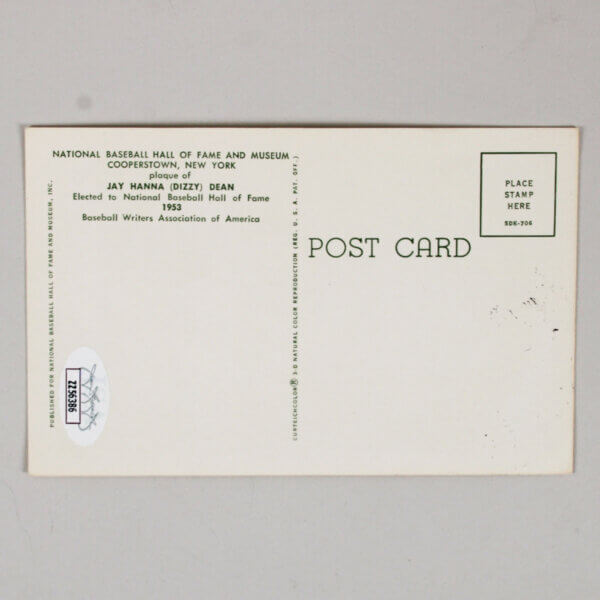 NATIONAL BASEBALL HALL OF FAME AND MUSEUM
COOPERSTOWN, NEW YORK
plaque of
JAY HANNA (DIZZY) DEAN
Elected to National Baseball Hall of Fame
1953
Baseball Writers Association of America
PUBLISHED FOR NATIONAL BASEBALL HALL OF FAME AND MUSEUM, INC.
ZZ56386
CURTEICHCOLOR® 3-D NATURAL COLOR REPRODUCTION (REG. U. S. A. PAT. OFF.)
POST CARD
PLACE
STAMP
HERE
5DK-706